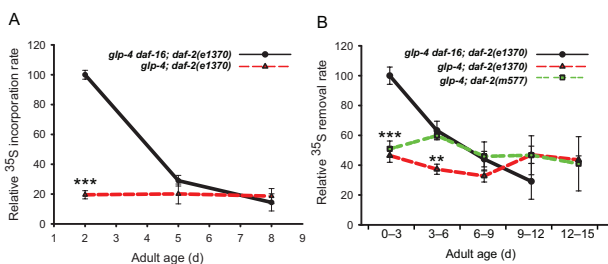 A
Relative 35S incorporation rate
120
100
80
60
40
20
0
glp-4 daf-16; daf-2(e1370)
glp-4; daf-2(e1370)
***
1 2 3 4 5 6 7 8 9
Adult age (d)
B
Relative 35S removal rate
120
100
80
60
40
20
0
glp-4 daf-16; daf-2(e1370)
glp-4; daf-2(e1370)
glp-4; daf-2(m577)
***
**
0–3 3–6 6–9 9–12 12–15
Adult age (d)